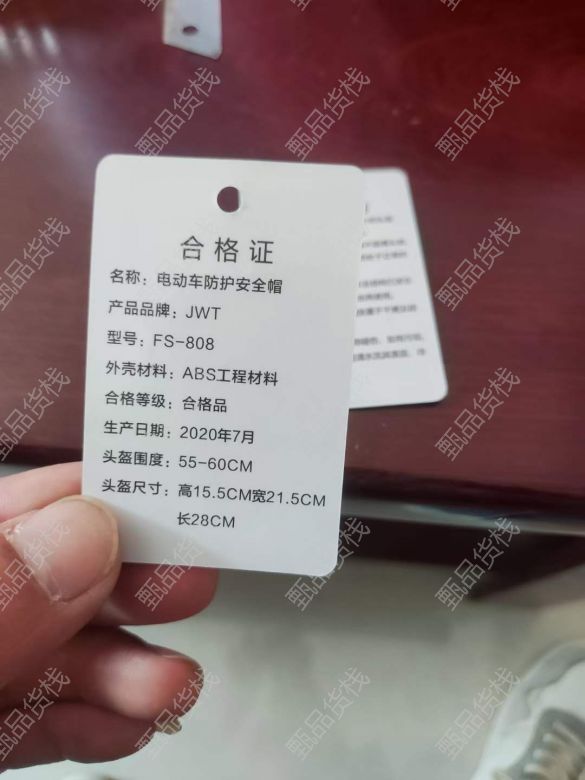 合格证
名称：电动车防护安全帽
产品品牌：JWT
型号：FS-808
外壳材料：ABS工程材料
合格等级：合格品
生产日期：2020年7月
头盔围度：55-60CM
头盔尺寸：高15.5CM宽21.5CM
长28CM
甄品货栈